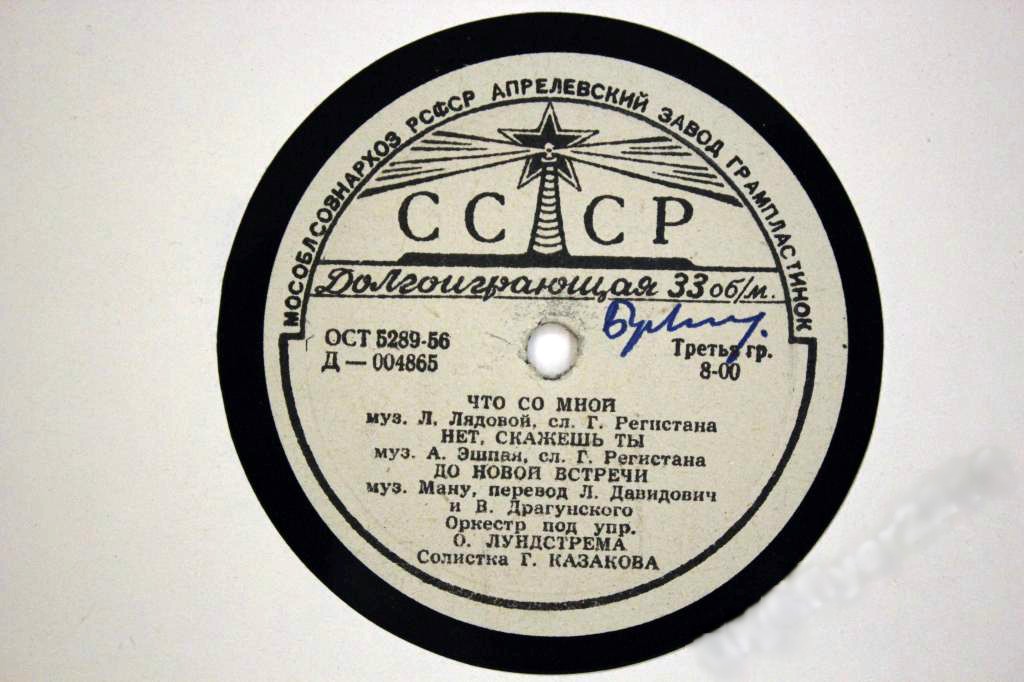 МОСОБЛСОВНАРХОЗ РСФСР АПРЕЛЕВСКИЙ ЗАВОД ГРАМПЛАСТИНОК
СССР
Долгоиграющая 33 об/м.
ОСТ 5289-56
Д — 004865
Третья гр.
8-00
ЧТО СО МНОЙ
муз. Л. Лядовой, сл. Г. Регистана
НЕТ, СКАЖЕШЬ ТЫ
муз. А. Эшпая, сл. Г. Регистана
ДО НОВОЙ ВСТРЕЧИ
муз. Ману, перевод Л. Давидович
и В. Драгунского
Оркестр под упр.
О. ЛУНДСТРЕМА
Солистка Г. КАЗАКОВА